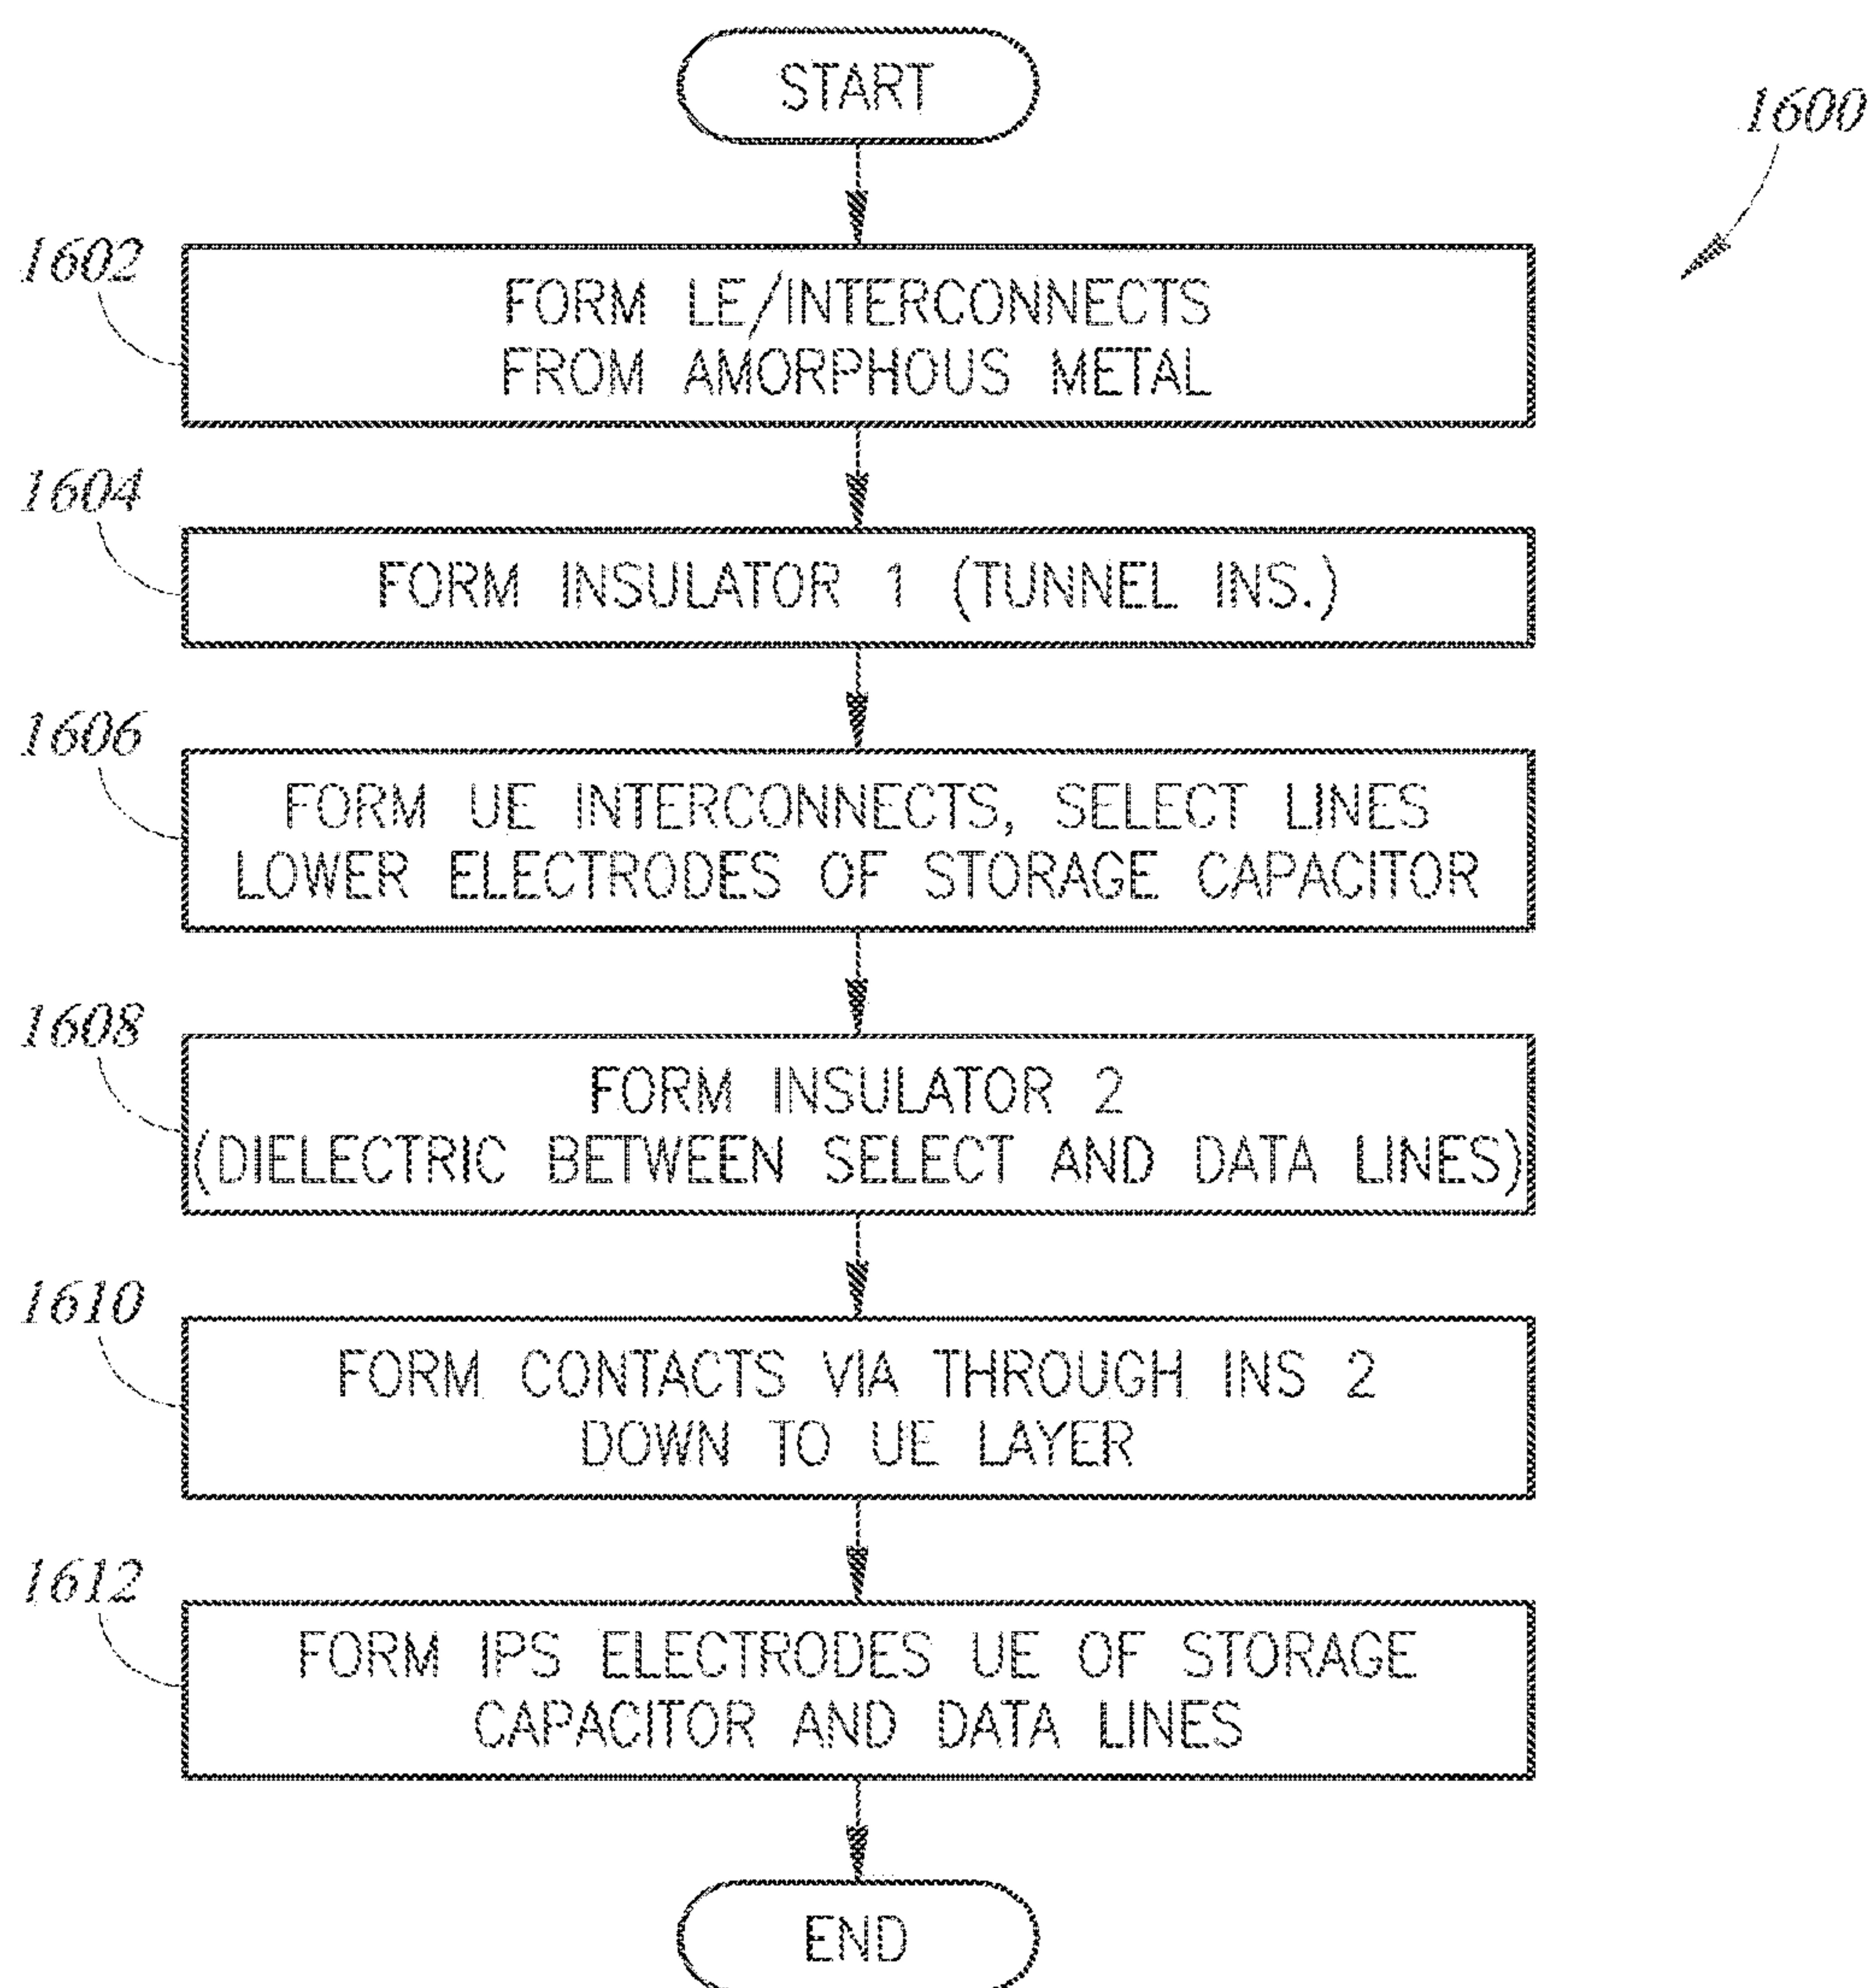 START
1600
1602
FORM LE/INTERCONNECTS
FROM AMORPHOUS METAL
1604
FORM INSULATOR 1 (TUNNEL INS.)
1606
FORM UE INTERCONNECTS, SELECT LINES
LOWER ELECTRODES OF STORAGE CAPACITOR
1608
FORM INSULATOR 2
(DIELECTRIC BETWEEN SELECT AND DATA LINES)
1610
FORM CONTACTS VIA THROUGH INS 2
DOWN TO UE LAYER
1612
FORM IPS ELECTRODES UE OF STORAGE
CAPACITOR AND DATA LINES
END